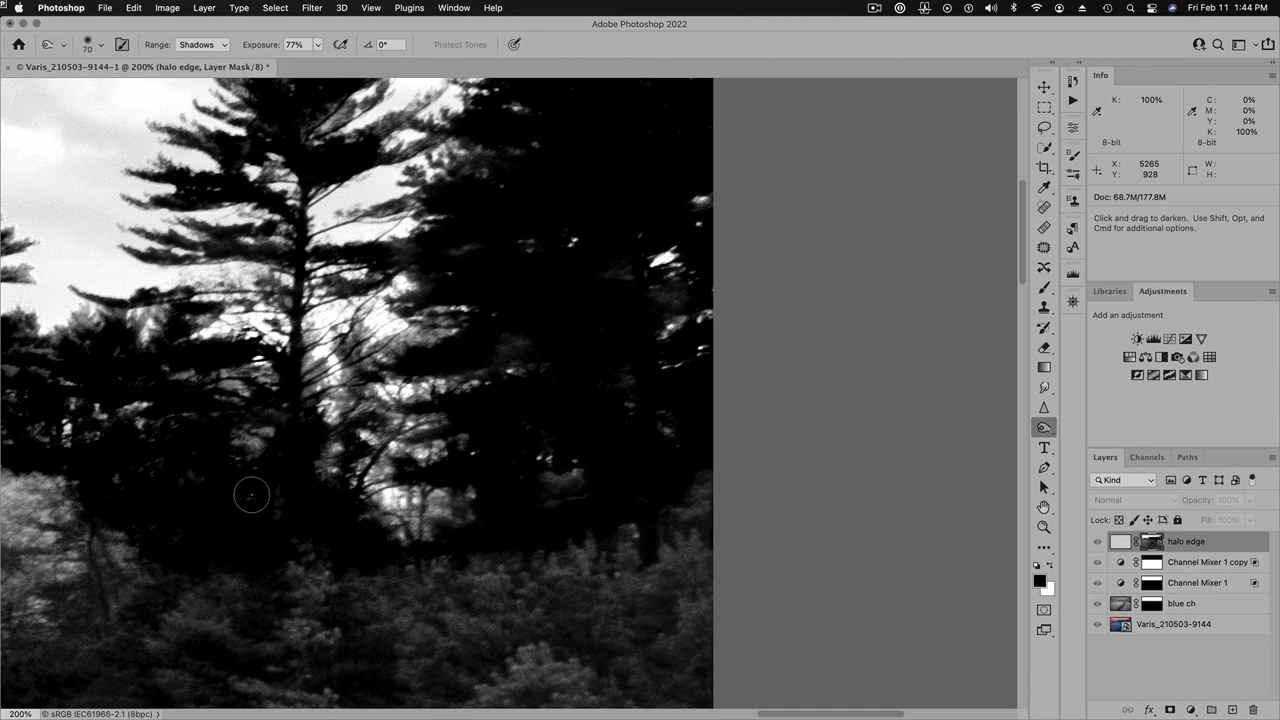 Photoshop File Edit Image Layer Type Select Filter 3D View Plugins Window Help Fri Feb 11 1:44 PM
Adobe Photoshop 2022
70 Range: Shadows Exposure: 77% 0° Protect Tones
× © Varis_210503-9144-1 @ 200% (halo edge, Layer Mask/8) *
Info
K: 100% C: 0%
M: 0%
Y: 0%
K: 100%
8-bit 8-bit
X: 5265 W:
Y: 928 H:
Doc: 68.7M/177.8M
Click and drag to darken. Use Shift, Opt, and
Cmd for additional options.
Libraries Adjustments
Add an adjustment
Layers Channels Paths
Kind
Normal Opacity: 100%
Lock: Fill: 100%
halo edge
Channel Mixer 1 copy
Channel Mixer 1
blue ch
Varis_210503-9144
200% © sRGB IEC61966-2.1 (8bpc)